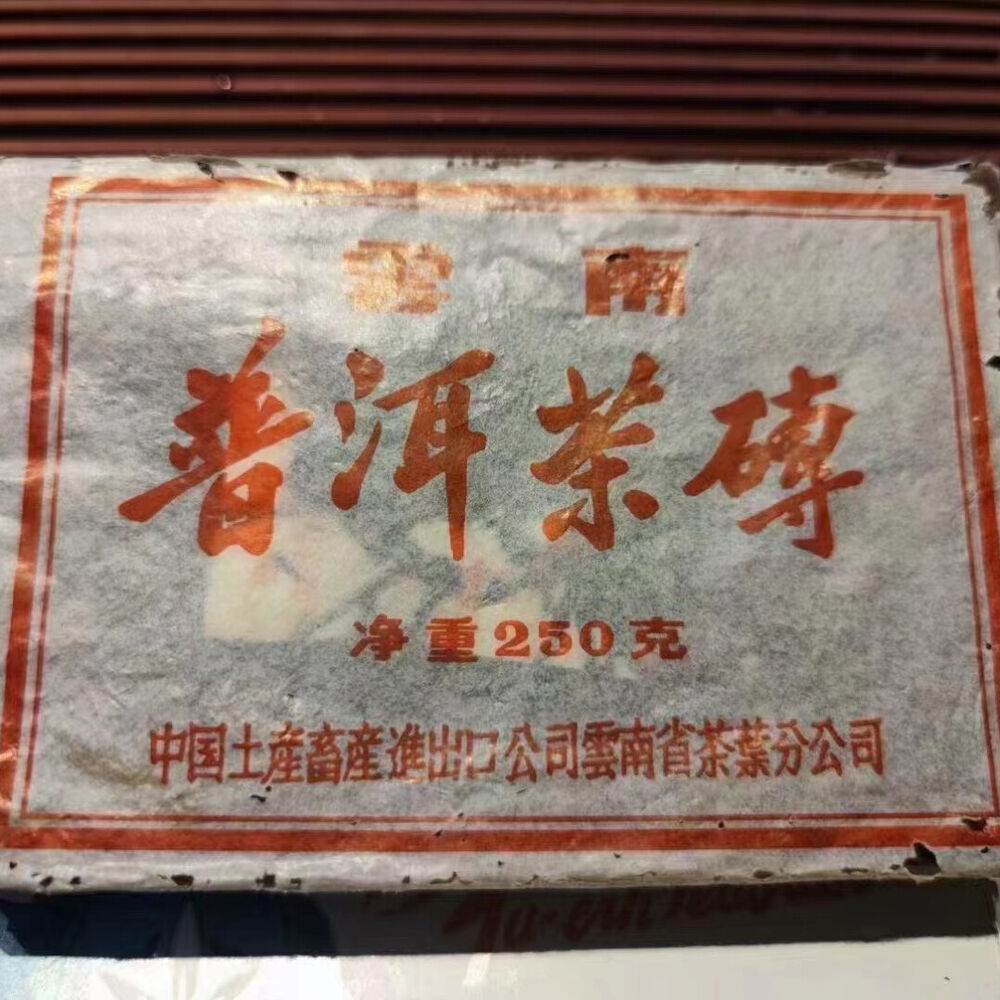 雲南
普洱茶磚
净重250克
中国土産畜産進出口公司雲南省茶葉分公司